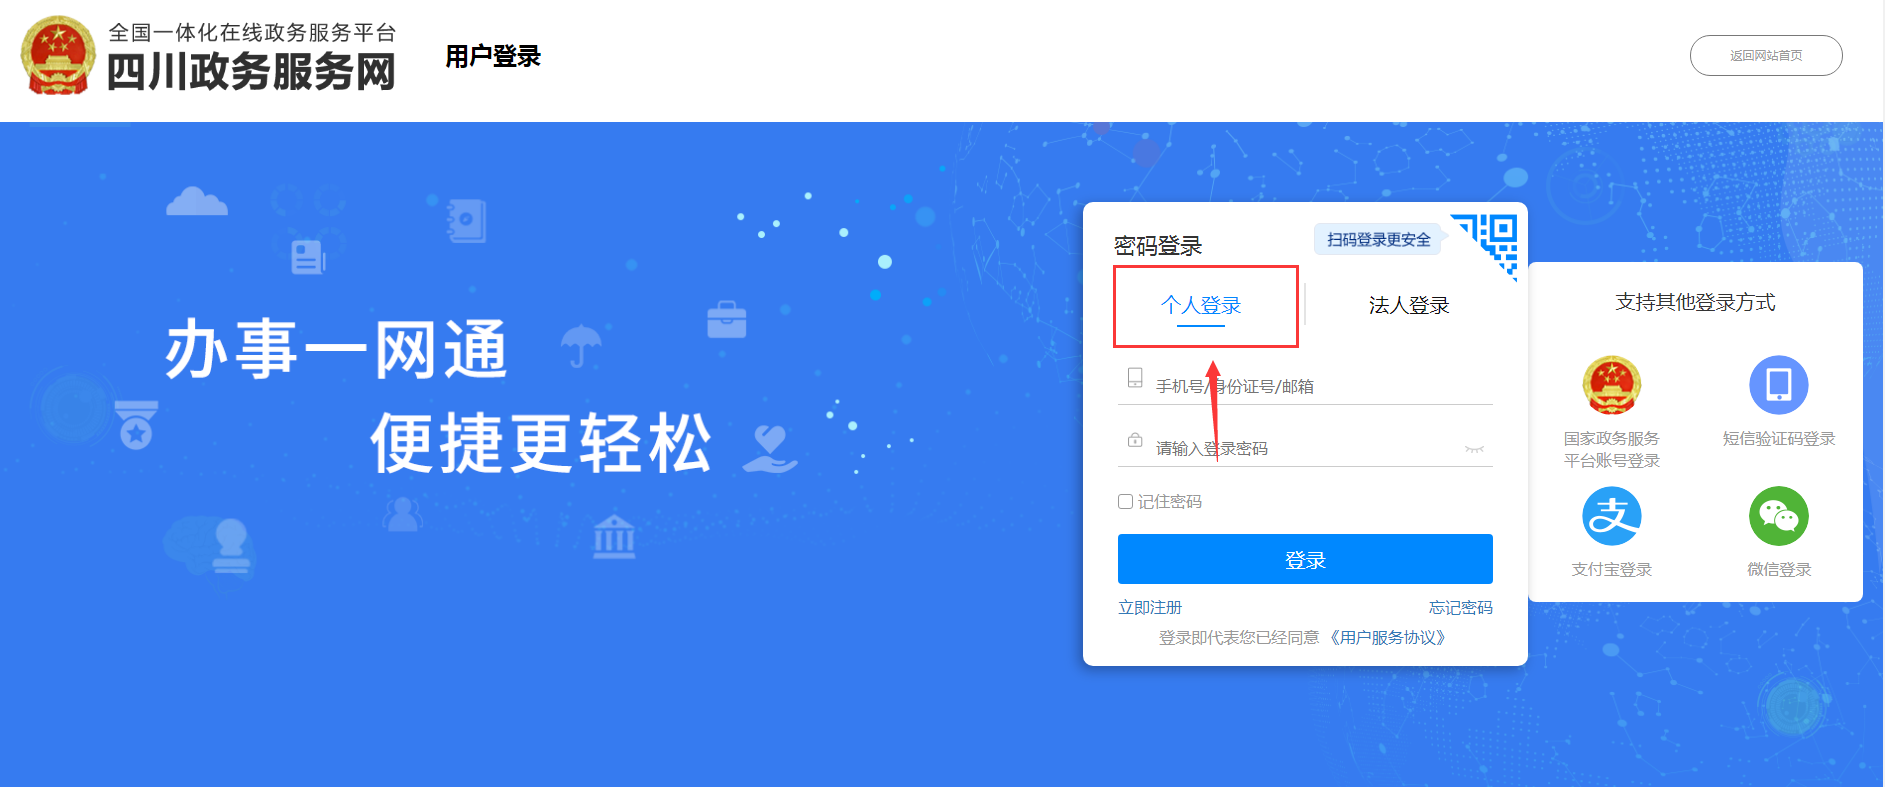 全国一体化在线政务服务平台
四川政务服务网
用户登录
返回网站首页
办事一网通
便捷更轻松
密码登录
扫码登录更安全
个人登录
法人登录
手机号/身份证号/邮箱
请输入登录密码
记住密码
登录
立即注册
忘记密码
登录即代表您已经同意《用户服务协议》
支持其他登录方式
国家政务服务
平台账号登录
短信验证码登录
支付宝登录
微信登录